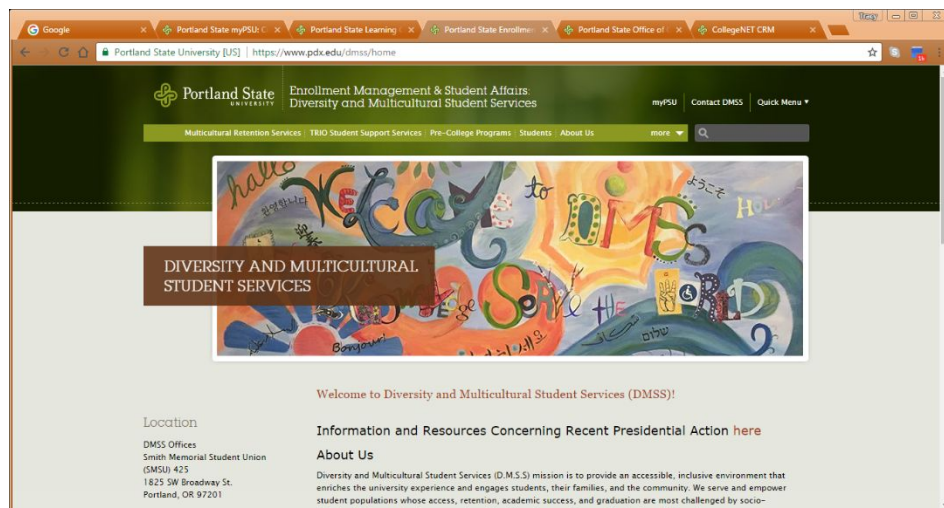 Tracy
Google
Portland State myPSU: C
Portland State Learning C
Portland State Enrollme
Portland State Office of
CollegeNET CRM
Portland State University [US] | https://www.pdx.edu/dmss/home
Portland State
UNIVERSITY
Enrollment Management & Student Affairs:
Diversity and Multicultural Student Services
myPSU | Contact DMSS | Quick Menu ▾
Multicultural Retention Services | TRIO Student Support Services | Pre-College Programs | Students | About Us
more ▾
hallo
Welcome to DMSS
ようこそ
DIVERSITY AND MULTICULTURAL
STUDENT SERVICES
Serve the World
Bonjour!
שלום
Welcome to Diversity and Multicultural Student Services (DMSS)!
Location
DMSS Offices
Smith Memorial Student Union
(SMSU) 425
1825 SW Broadway St.
Portland, OR 97201
Information and Resources Concerning Recent Presidential Action here
About Us
Diversity and Multicultural Student Services (D.M.S.S) mission is to provide an accessible, inclusive environment that
enriches the university experience and engages students, their families, and the community. We serve and empower
student populations whose access, retention, academic success, and graduation are most challenged by socio-